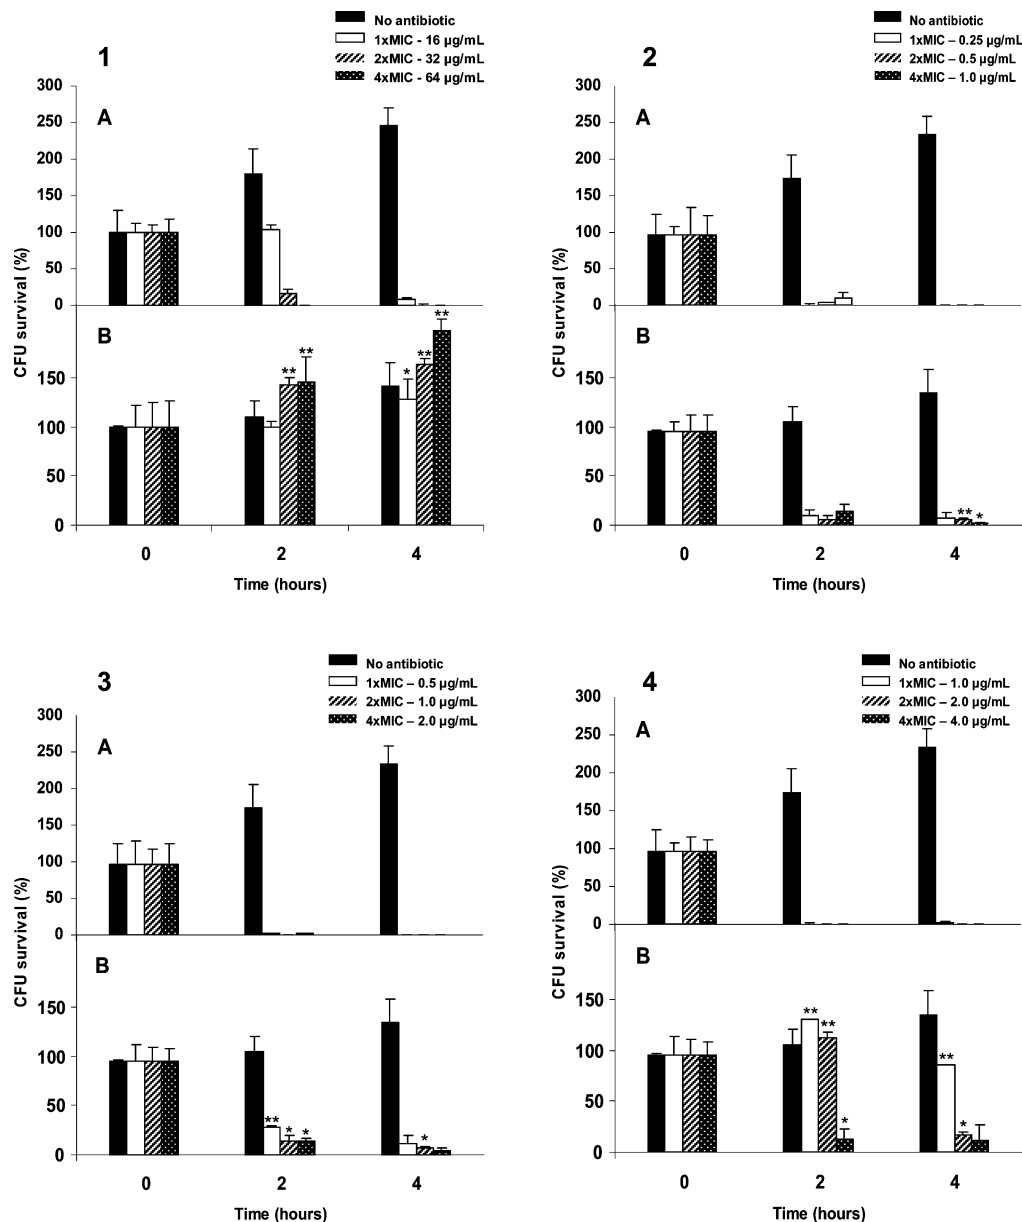 1
No antibiotic
1xMIC - 16 µg/mL
2xMIC - 32 µg/mL
4xMIC - 64 µg/mL
A
300
250
200
150
100
50
0
B
150
100
50
0
CFU survival (%)
**
**
*
**
**
0 2 4
Time (hours)
2
No antibiotic
1xMIC – 0.25 µg/mL
2xMIC – 0.5 µg/mL
4xMIC – 1.0 µg/mL
A
300
250
200
150
100
50
0
B
150
100
50
0
CFU survival (%)
**
*
0 2 4
Time (hours)
3
No antibiotic
1xMIC – 0.5 µg/mL
2xMIC – 1.0 µg/mL
4xMIC – 2.0 µg/mL
A
300
250
200
150
100
50
0
B
150
100
50
0
CFU survival (%)
**
*
*
*
0 2 4
Time (hours)
4
No antibiotic
1xMIC – 1.0 µg/mL
2xMIC – 2.0 µg/mL
4xMIC – 4.0 µg/mL
A
300
250
200
150
100
50
0
B
150
100
50
0
CFU survival (%)
**
**
*
**
*
0 2 4
Time (hours)